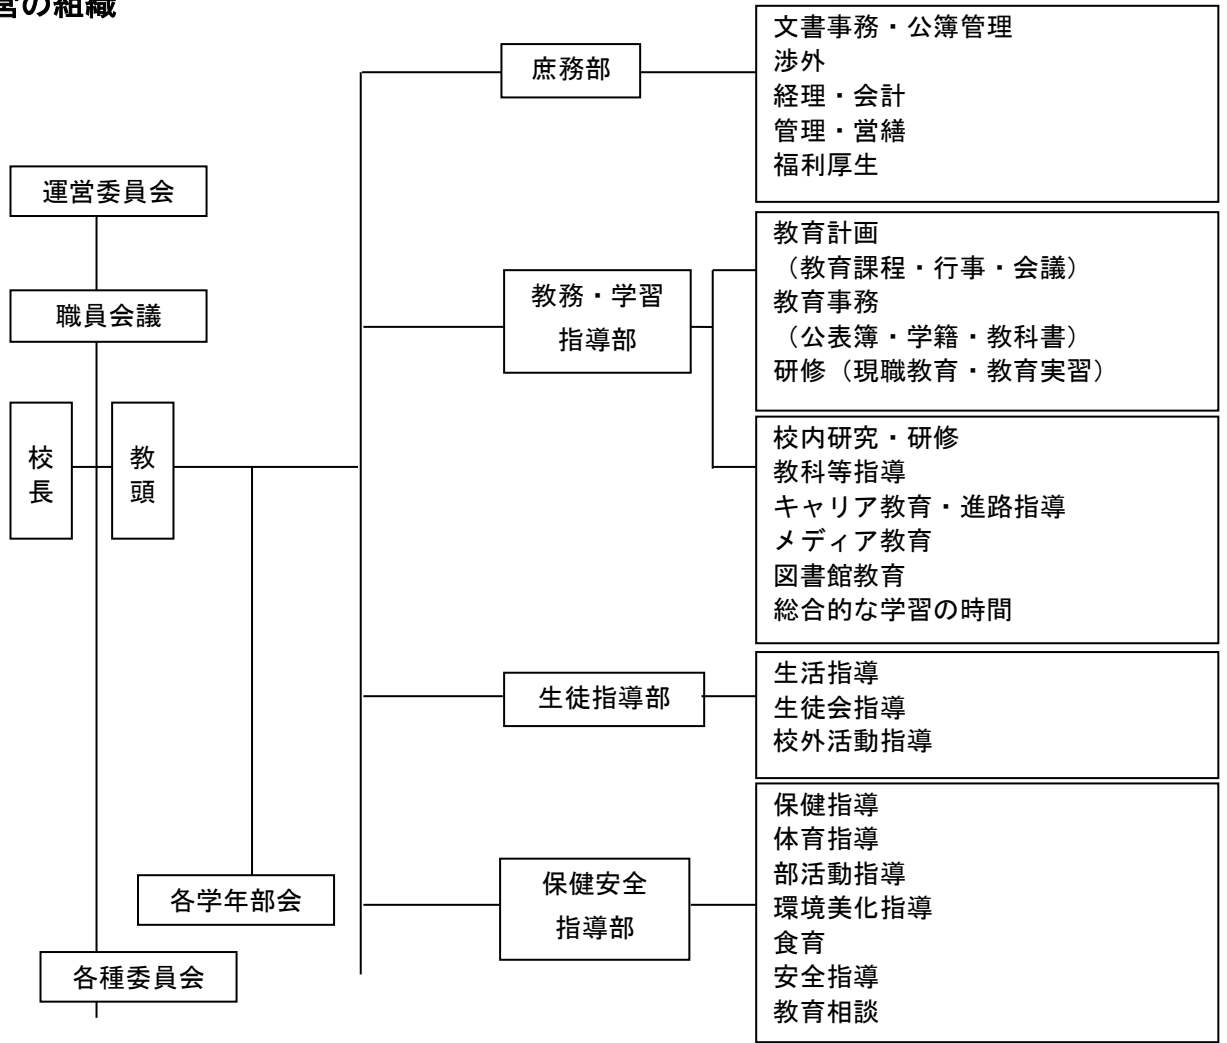 営の組織
運営委員会
職員会議
校長
教頭
各学年部会
各種委員会
庶務部
文書事務・公簿管理
渉外
経理・会計
管理・営繕
福利厚生
教務・学習
指導部
教育計画
（教育課程・行事・会議）
教育事務
（公表簿・学籍・教科書）
研修（現職教育・教育実習）
校内研究・研修
教科等指導
キャリア教育・進路指導
メディア教育
図書館教育
総合的な学習の時間
生徒指導部
生活指導
生徒会指導
校外活動指導
保健安全
指導部
保健指導
体育指導
部活動指導
環境美化指導
食育
安全指導
教育相談